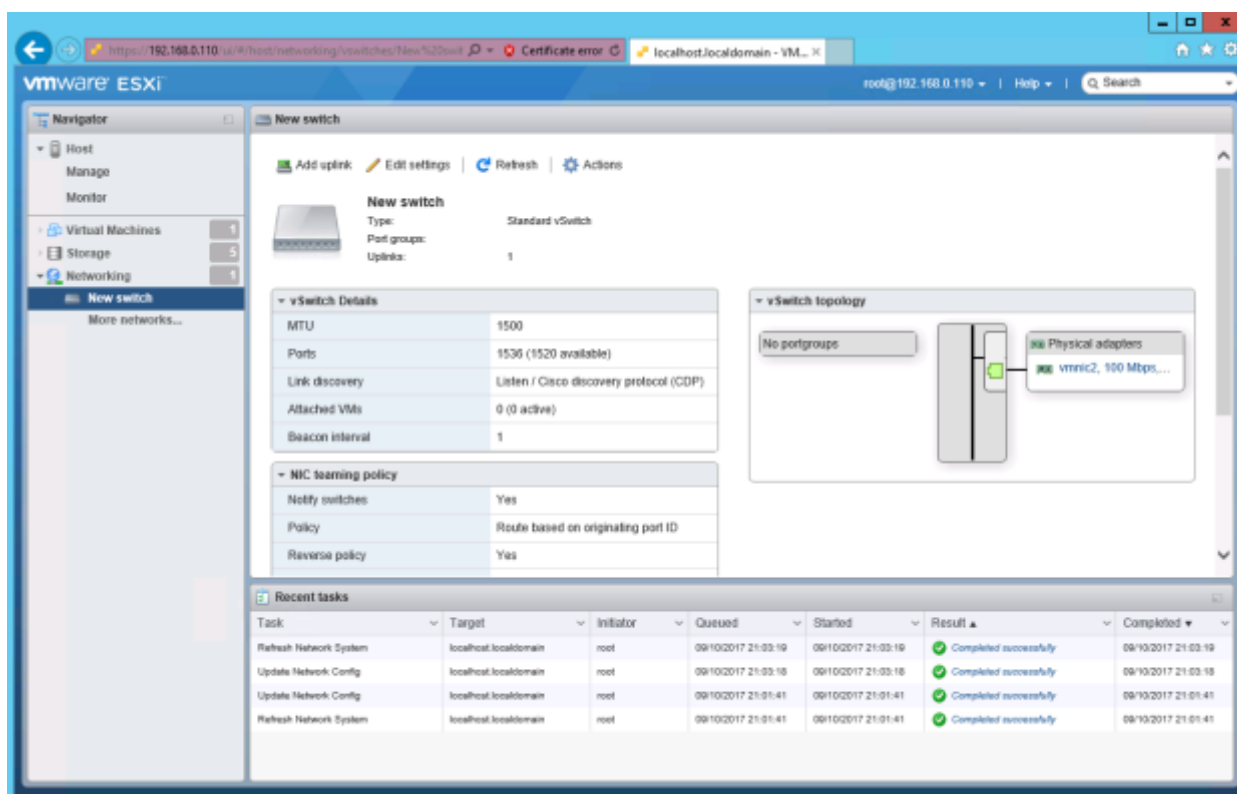 https://192.168.0.110/ui/#/host/networking/vswitches/New%20swit
Certificate error
localhost.localdomain - VM...
vmware ESXi
root@192.168.0.110
Help
Search
Navigator
New switch
Host
Manage
Monitor
Virtual Machines 1
Storage 5
Networking 1
New switch
More networks...
Add uplink
Edit settings
Refresh
Actions
New switch
Type: Standard vSwitch
Port groups:
Uplinks: 1
vSwitch Details
MTU 1500
Ports 1536 (1520 available)
Link discovery Listen / Cisco discovery protocol (CDP)
Attached VMs 0 (0 active)
Beacon interval 1
NIC teaming policy
Notify switches Yes
Policy Route based on originating port ID
Reverse policy Yes
vSwitch topology
No portgroups
Physical adapters
vmnic2, 100 Mbps,...
Recent tasks
Task Target Initiator Queued Started Result Completed
Refresh Network System localhost.localdomain root 09/10/2017 21:03:19 09/10/2017 21:03:19 Completed successfully 09/10/2017 21:03:19
Update Network Config localhost.localdomain root 09/10/2017 21:03:18 09/10/2017 21:03:18 Completed successfully 09/10/2017 21:03:18
Update Network Config localhost.localdomain root 09/10/2017 21:01:41 09/10/2017 21:01:41 Completed successfully 09/10/2017 21:01:41
Refresh Network System localhost.localdomain root 09/10/2017 21:01:41 09/10/2017 21:01:41 Completed successfully 09/10/2017 21:01:41